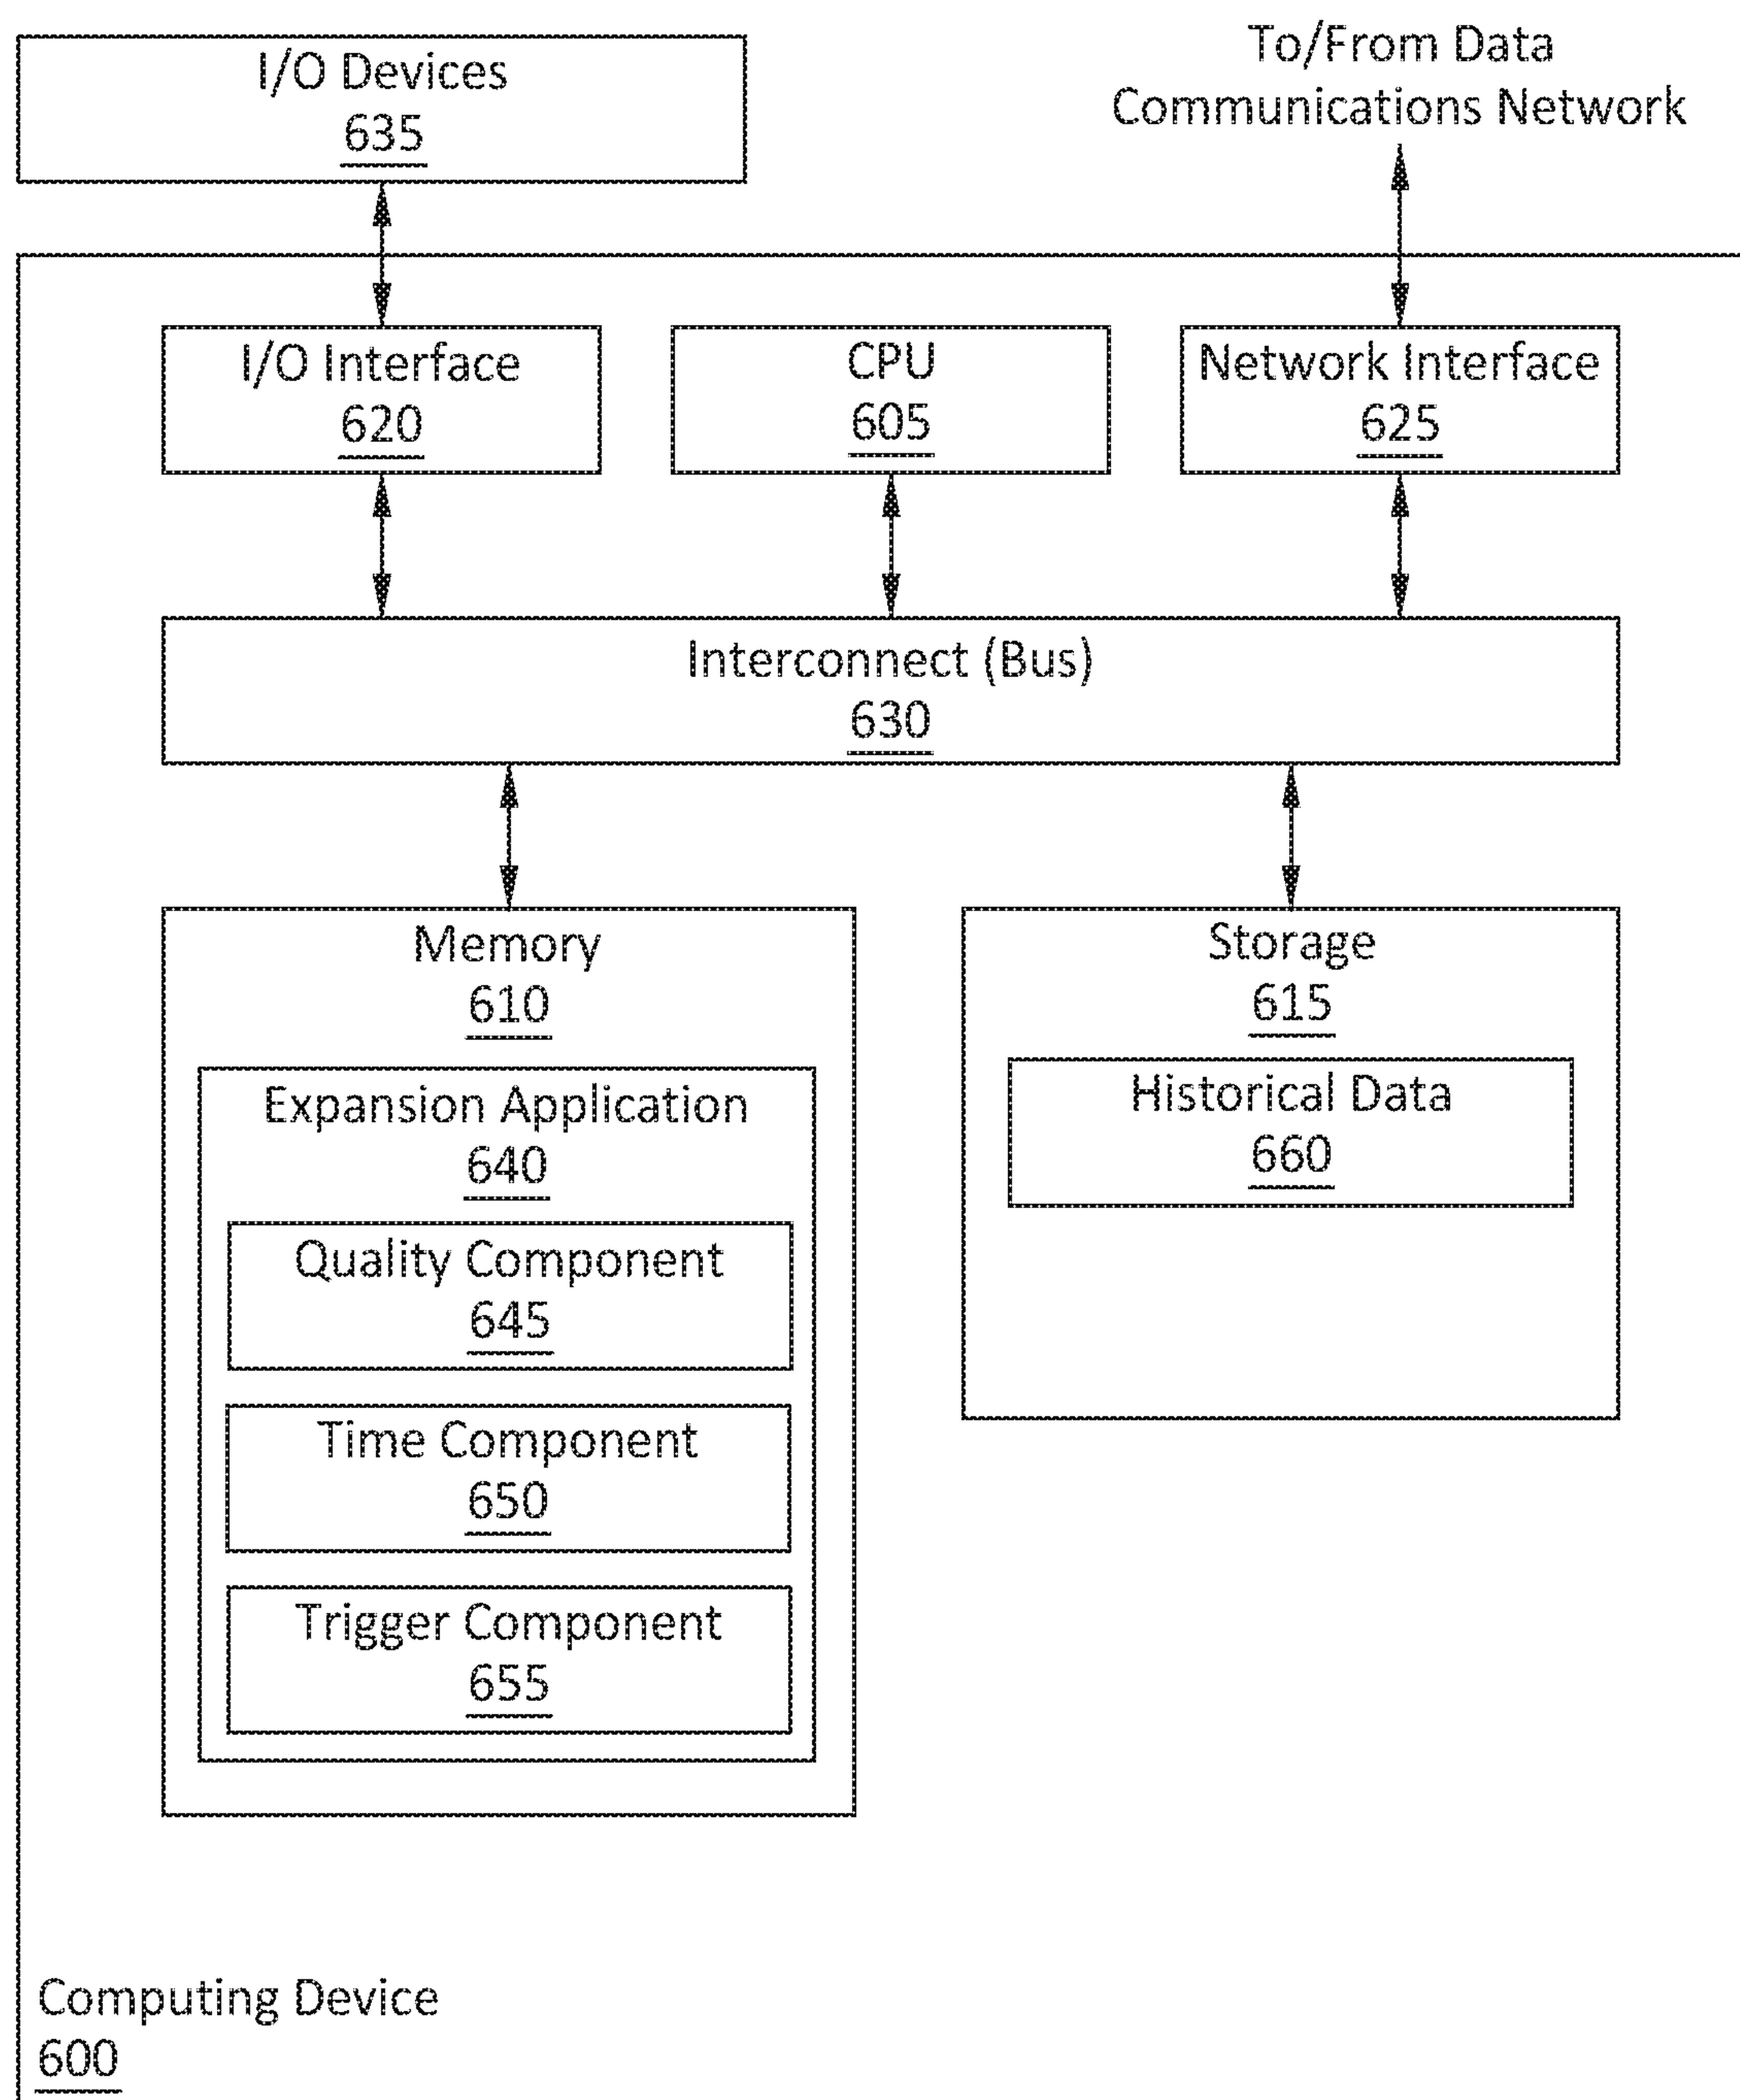 I/O Devices
635
To/From Data
Communications Network
I/O Interface
620
CPU
605
Network Interface
625
Interconnect (Bus)
630
Memory
610
Expansion Application
640
Quality Component
645
Time Component
650
Trigger Component
655
Storage
615
Historical Data
660
Computing Device
600